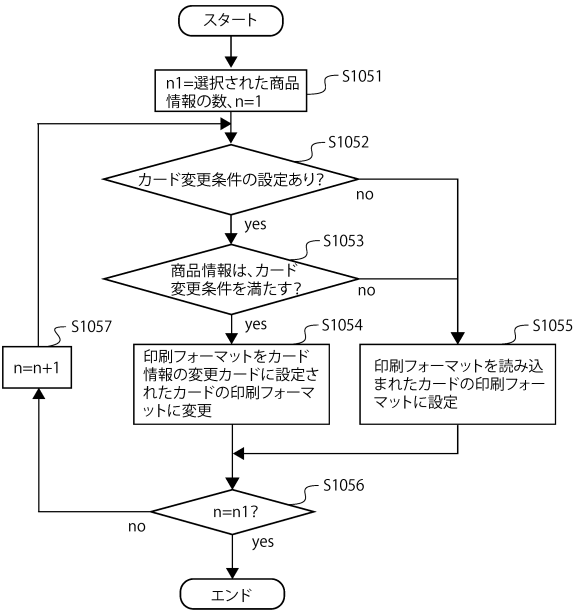 スタート
S1051
n1=選択された商品
情報の数、n=1
S1052
カード変更条件の設定あり?
no
yes
S1053
商品情報は、カード
変更条件を満たす?
no
yes
S1057
n=n+1
S1054
印刷フォーマットをカード
情報の変更カードに設定さ
れたカードの印刷フォーマ
ットに変更
S1055
印刷フォーマットを読み込
まれたカードの印刷フォー
マットに設定
S1056
n=n1?
no
yes
エンド